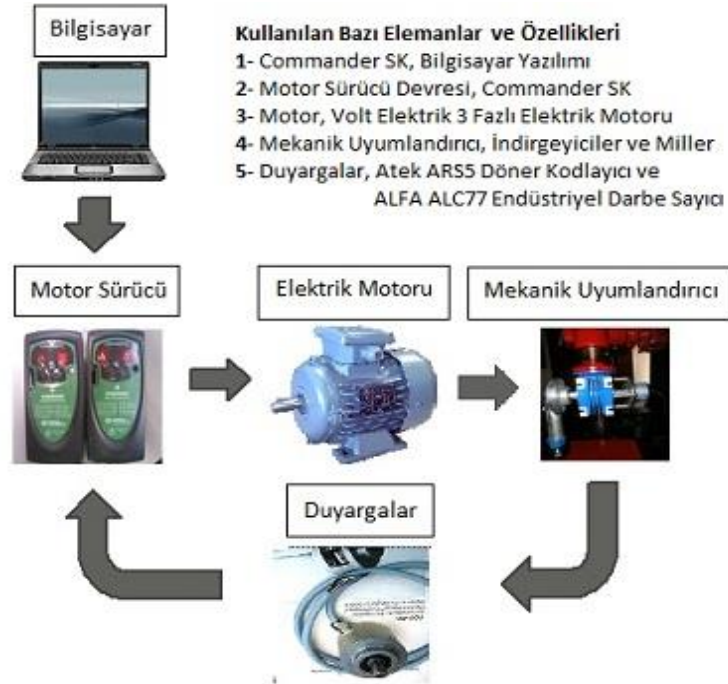 Bilgisayar
Kullanılan Bazı Elemanlar ve Özellikleri
1- Commander SK, Bilgisayar Yazılımı
2- Motor Sürücü Devresi, Commander SK
3- Motor, Volt Elektrik 3 Fazlı Elektrik Motoru
4- Mekanik Uyumlandırıcı, İndirgeyiciler ve Miller
5- Duyargalar, Atek ARS5 Döner Kodlayıcı ve
ALFA ALC77 Endüstriyel Darbe Sayıcı
Motor Sürücü
Elektrik Motoru
Mekanik Uyumlandırıcı
Duyargalar